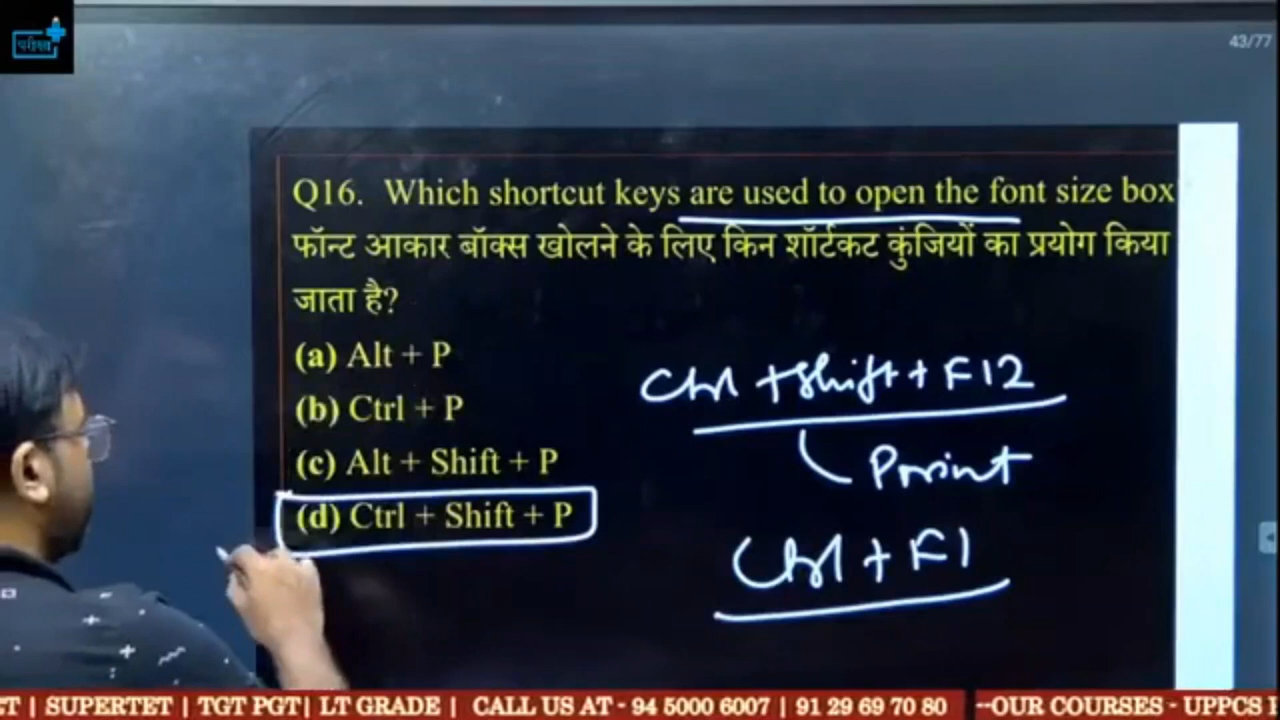 परीक्षा
43/77
Q16. Which shortcut keys are used to open the font size box
फॉन्ट आकार बॉक्स खोलने के लिए किन शॉर्टकट कुंजियों का प्रयोग किया
जाता है?
(a) Alt + P
(b) Ctrl + P
(c) Alt + Shift + P
(d) Ctrl + Shift + P
Ctrl + Shift + F12
Print
Ctrl + F1
ET | SUPERTET | TGT PGT| LT GRADE | CALL US AT - 94 5000 6007 | 91 29 69 70 80 --OUR COURSES - UPPCS